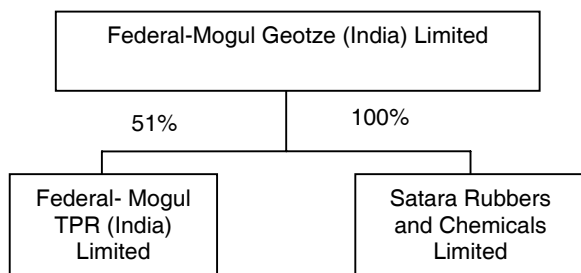 Federal-Mogul Geotze (India) Limited
51%
100%
Federal- Mogul
TPR (India)
Limited
Satara Rubbers
and Chemicals
Limited